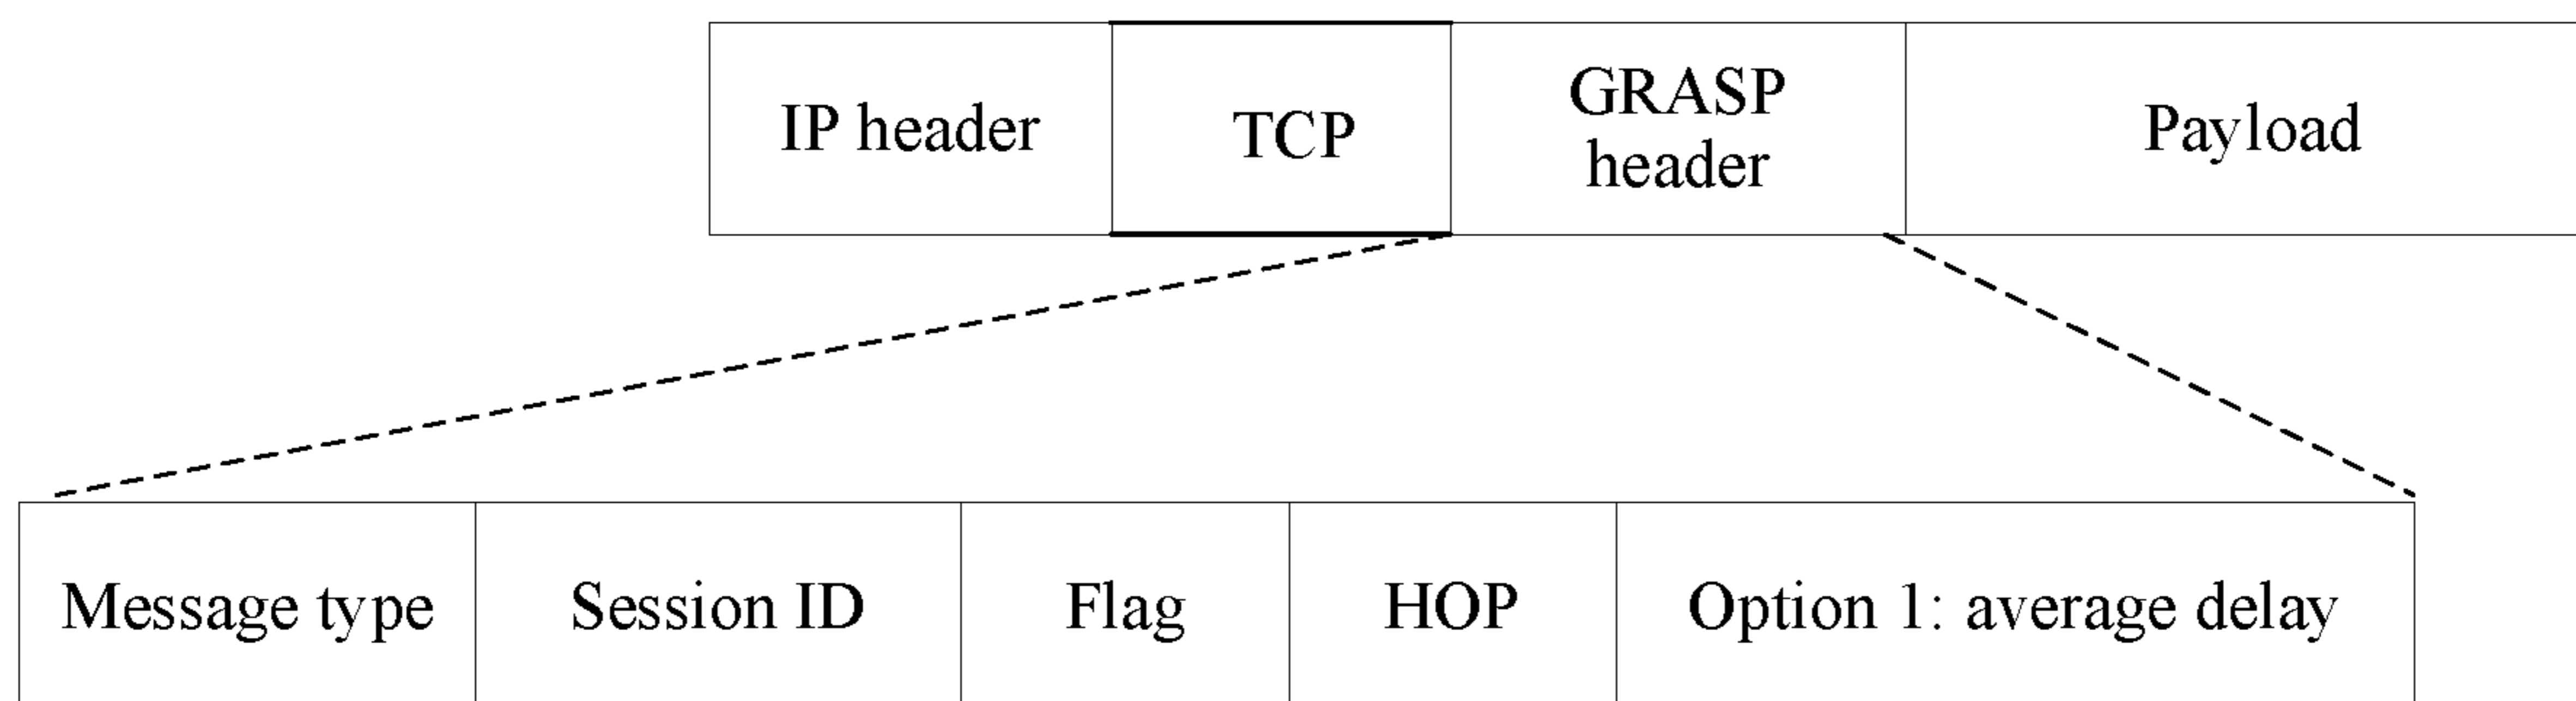 IP header
TCP
GRASP
header
Payload
Message type
Session ID
Flag
HOP
Option 1: average delay